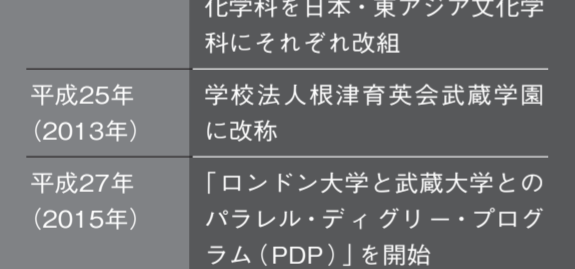 化学科を日本・東アジア文化学
科にそれぞれ改組
平成25年
（2013年）
学校法人根津育英会武蔵学園
に改称
平成27年
（2015年）
「ロンドン大学と武蔵大学との
パラレル・ディグリー・プログ
ラム（PDP）」を開始